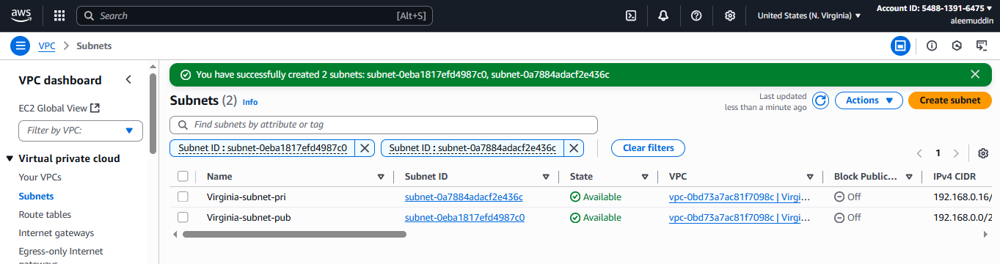 aws
Search [Alt+S]
United States (N. Virginia)
Account ID: 5488-1391-6475
aleemuddin
VPC > Subnets
VPC dashboard
EC2 Global View
Filter by VPC:
Virtual private cloud
Your VPCs
Subnets
Route tables
Internet gateways
Egress-only Internet
gateways
You have successfully created 2 subnets: subnet-0eba1817efd4987c0, subnet-0a7884adacf2e436c
Subnets (2) Info
Last updated
less than a minute ago
Actions
Create subnet
Find subnets by attribute or tag
Subnet ID : subnet-0eba1817efd4987c0
Subnet ID : subnet-0a7884adacf2e436c
Clear filters
1
Name Subnet ID State VPC Block Public... IPv4 CIDR
Virginia-subnet-pri subnet-0a7884adacf2e436c Available vpc-0bd73a7ac81f7098c | Virgi... Off 192.168.0.16/
Virginia-subnet-pub subnet-0eba1817efd4987c0 Available vpc-0bd73a7ac81f7098c | Virgi... Off 192.168.0.0/2